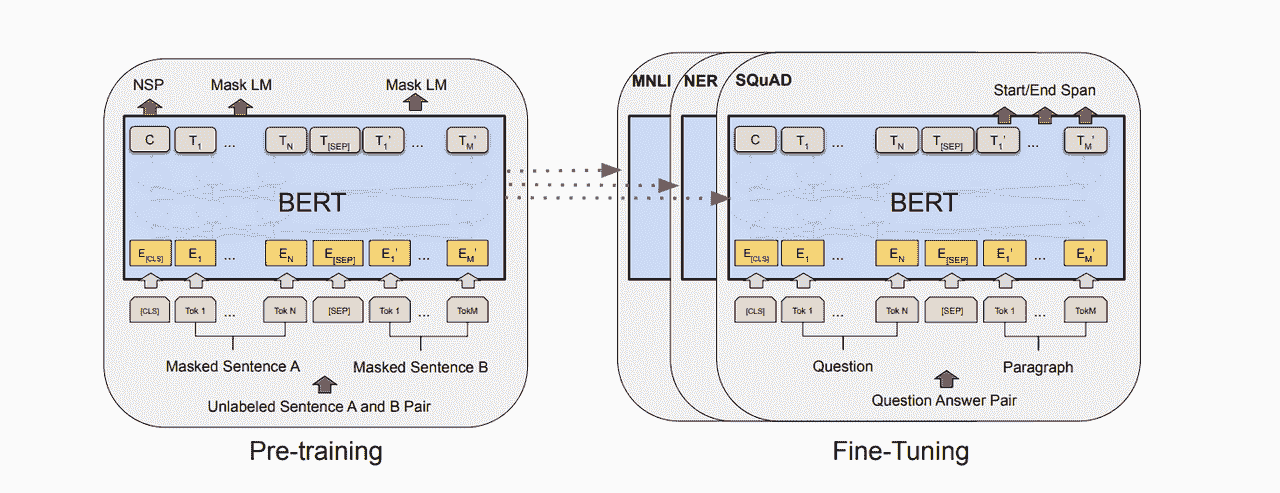 NSP Mask LM Mask LM
C T1 ... TN T[SEP] T1' ... TM'
BERT
E[CLS] E1 ... EN E[SEP] E1' ... EM'
[CLS] Tok 1 ... Tok N [SEP] Tok 1 ... TokM
Masked Sentence A Masked Sentence B
Unlabeled Sentence A and B Pair
Pre-training
MNLI NER SQuAD
Start/End Span
C T1 ... TN T[SEP] T1' ... TM'
BERT
E[CLS] E1 ... EN E[SEP] E1' ... EM'
[CLS] Tok 1 ... Tok N [SEP] Tok 1 ... TokM
Question Paragraph
Question Answer Pair
Fine-Tuning